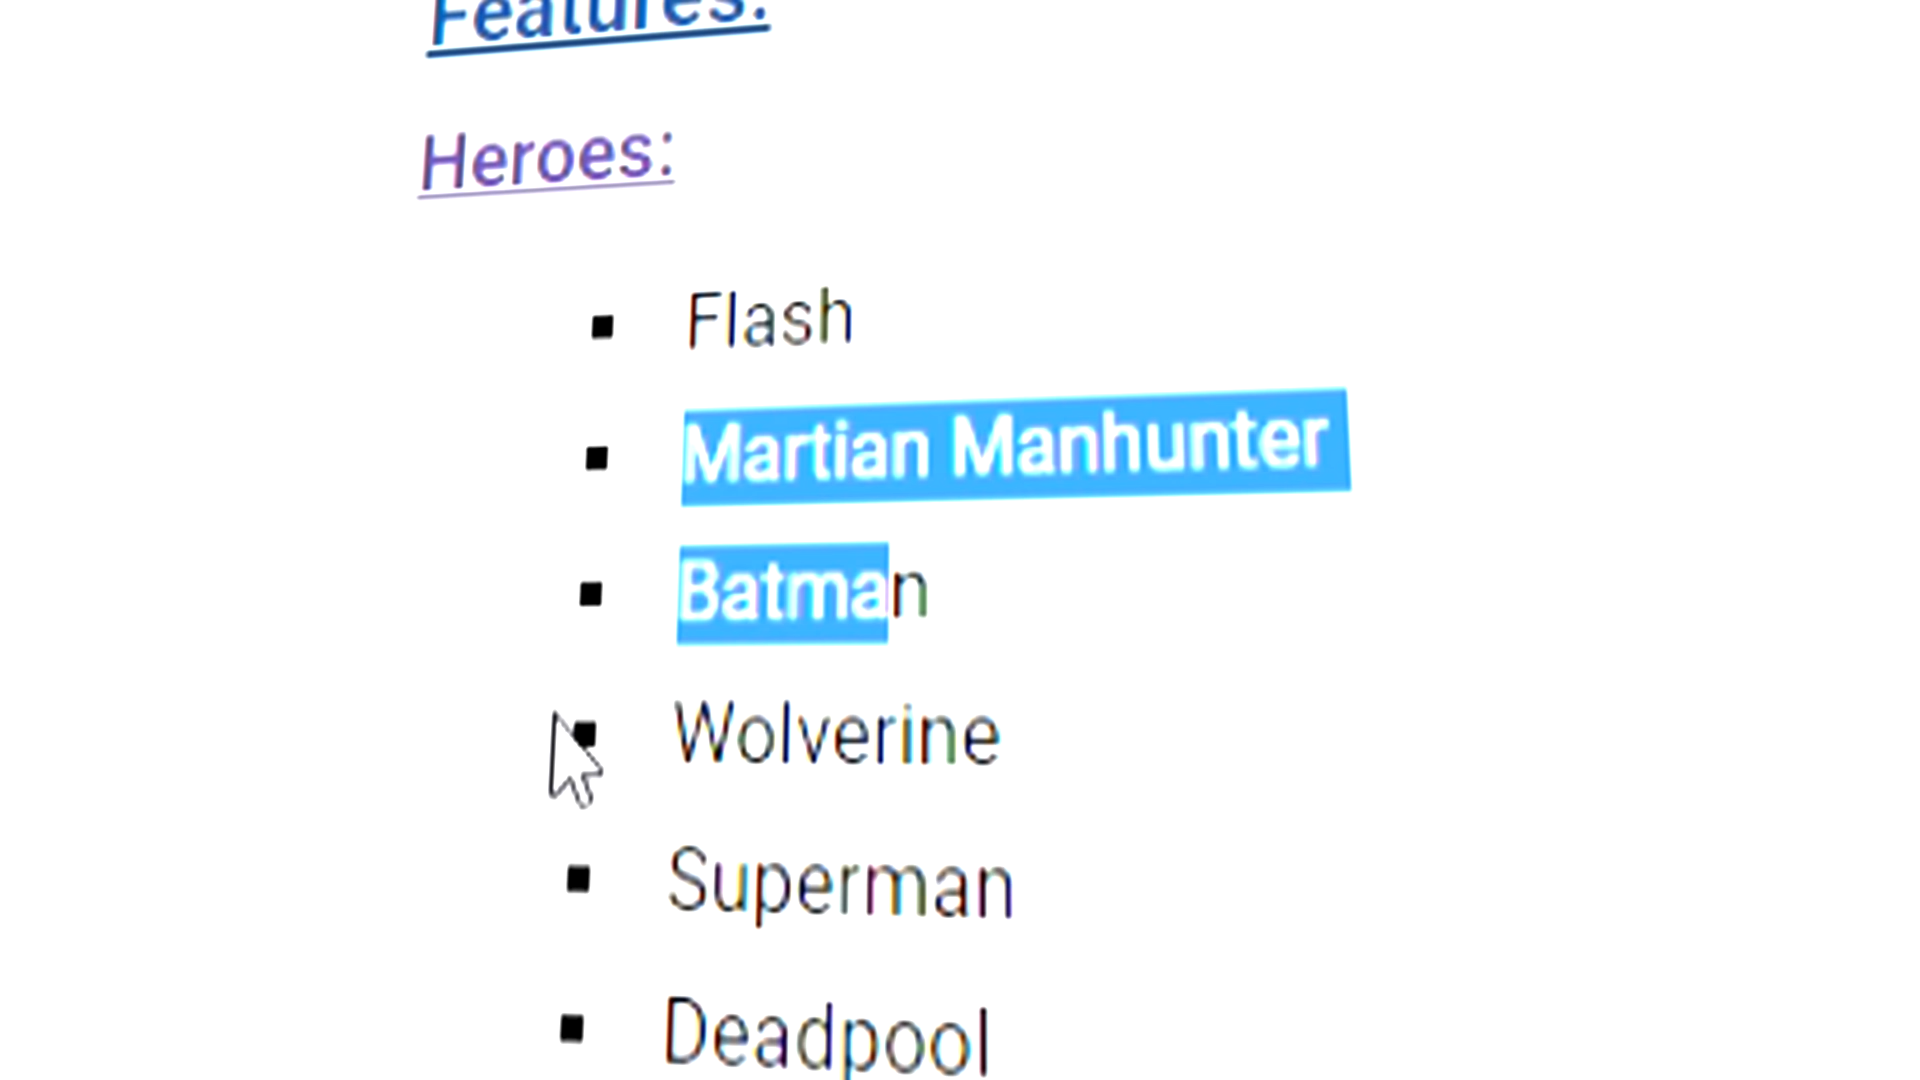 Features:
Heroes:
Flash
Martian Manhunter
Batman
Wolverine
Superman
Deadpool